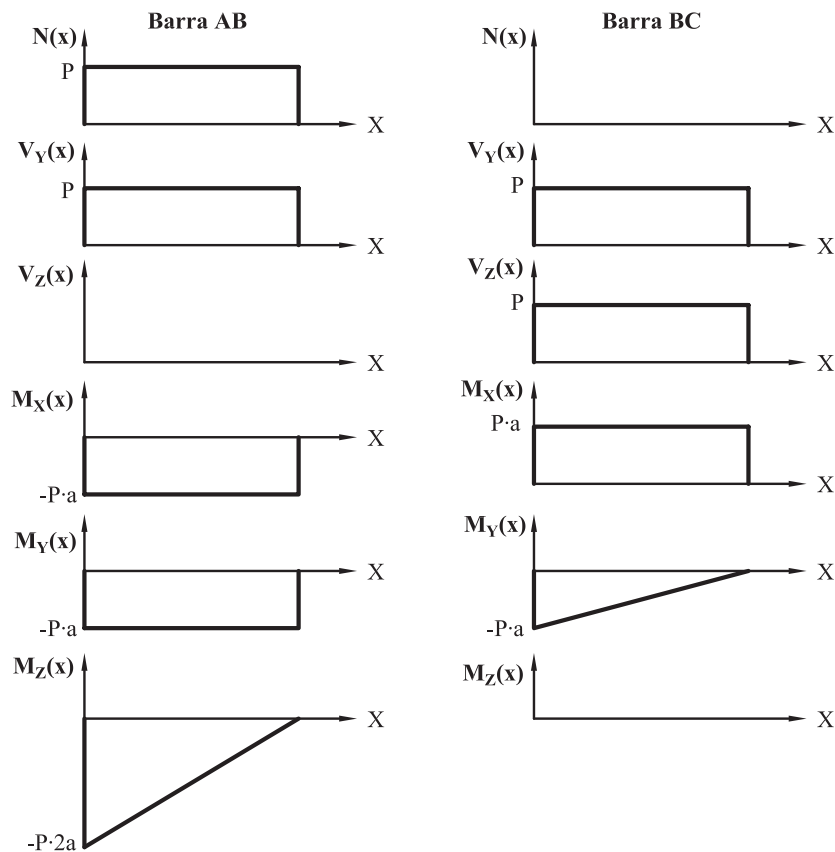 Barra AB
N(x)
P
X
V_Y(x)
P
X
V_Z(x)
X
M_X(x)
X
-P·a
M_Y(x)
X
-P·a
M_Z(x)
X
-P·2a
Barra BC
N(x)
X
V_Y(x)
P
X
V_Z(x)
P
X
M_X(x)
P·a
X
M_Y(x)
X
-P·a
M_Z(x)
X